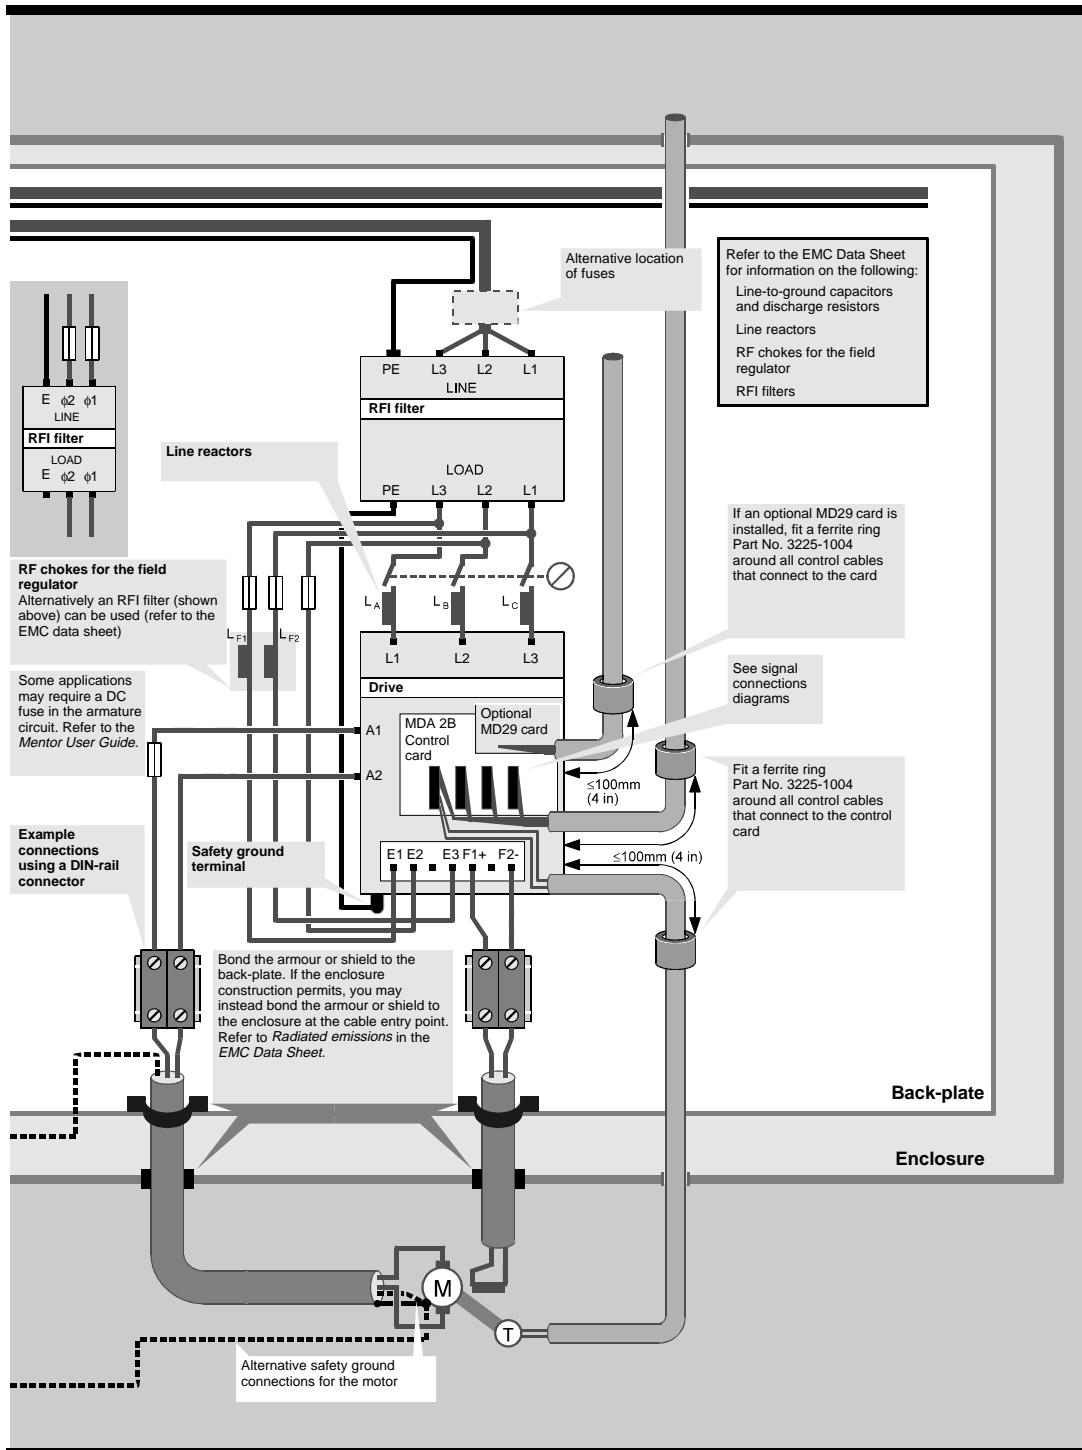 Alternative location
of fuses
Refer to the EMC Data Sheet
for information on the following:
Line-to-ground capacitors
and discharge resistors
Line reactors
RF chokes for the field
regulator
RFI filters
PE L3 L2 L1
LINE
RFI filter
LOAD
PE L3 L2 L1
E ϕ2 ϕ1
LINE
RFI filter
LOAD
E ϕ2 ϕ1
Line reactors
If an optional MD29 card is
installed, fit a ferrite ring
Part No. 3225-1004
around all control cables
that connect to the card
RF chokes for the field
regulator
Alternatively an RFI filter (shown
above) can be used (refer to the
EMC data sheet)
LA LB LC
LF1 LF2
L1 L2 L3
Drive
See signal
connections
diagrams
Some applications
may require a DC
fuse in the armature
circuit. Refer to the
Mentor User Guide.
A1
A2
MDA 2B
Control
card
Optional
MD29 card
≤100mm
(4 in)
Fit a ferrite ring
Part No. 3225-1004
around all control cables
that connect to the control
card
Example
connections
using a DIN-rail
connector
Safety ground
terminal
E1 E2 E3 F1+ F2-
≤100mm (4 in)
Bond the armour or shield to the
back-plate. If the enclosure
construction permits, you may
instead bond the armour or shield to
the enclosure at the cable entry point.
Refer to Radiated emissions in the
EMC Data Sheet.
Back-plate
Enclosure
M
T
Alternative safety ground
connections for the motor